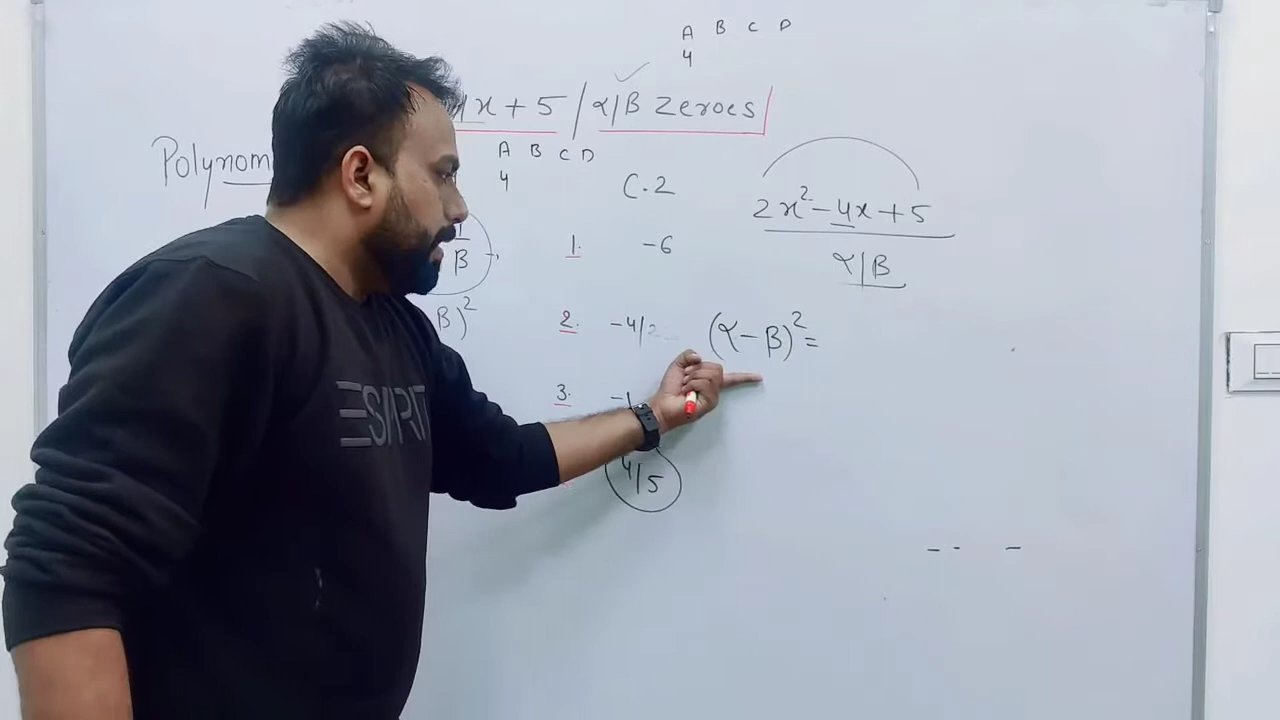 A B C D
4
x + 5 / α/β Zeroes
Polynom
A B C D
4
C.2
2x² - 4x + 5
α/β
β
1. -6
β)²
2. -4/2
(α - β)² =
3. -1
4/5